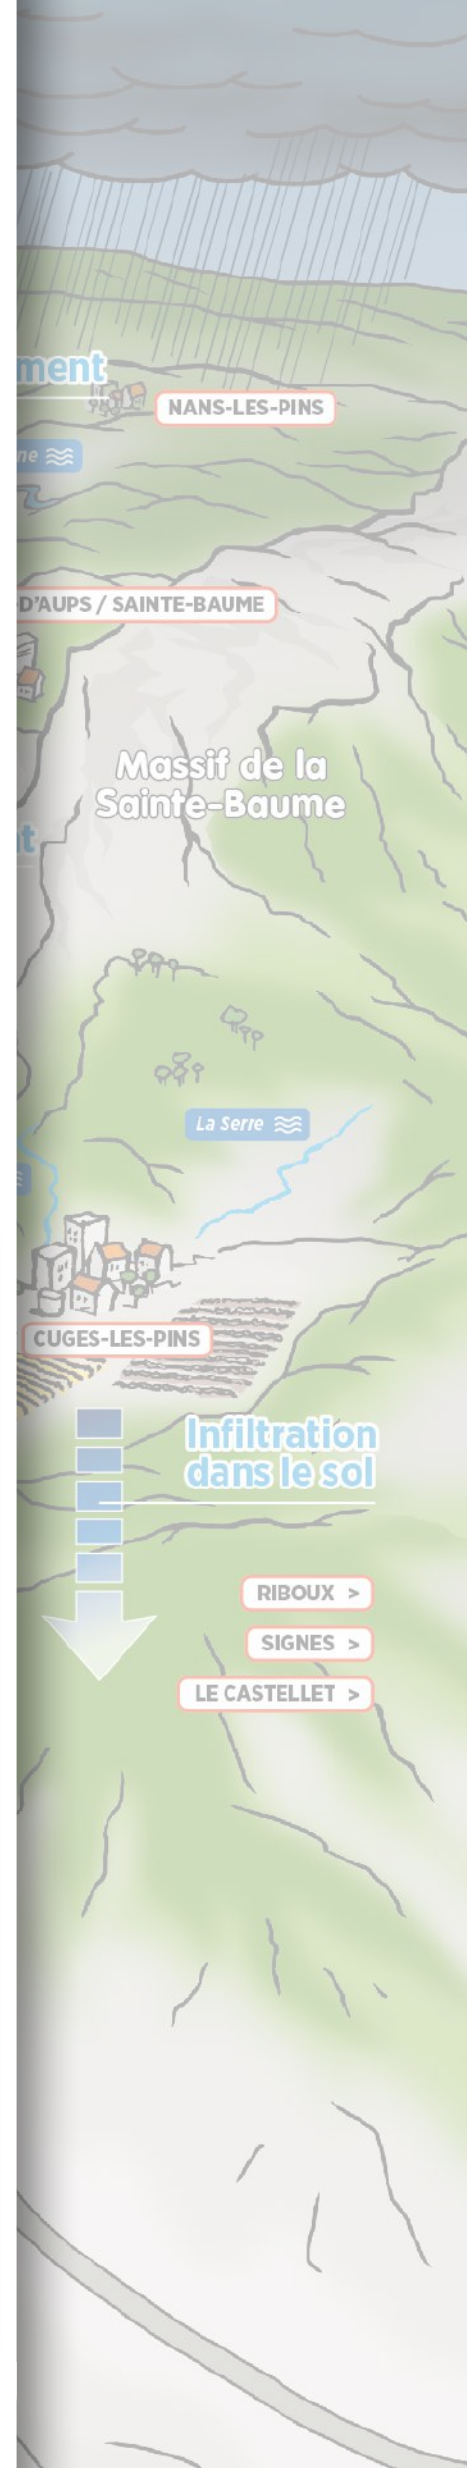 ment
NANS-LES-PINS
ne
D'AUPS / SAINTE-BAUME
Massif de la
Sainte-Baume
t
La Serre
CUGES-LES-PINS
Infiltration
dans le sol
RIBOUX >
SIGNES >
LE CASTELLET >